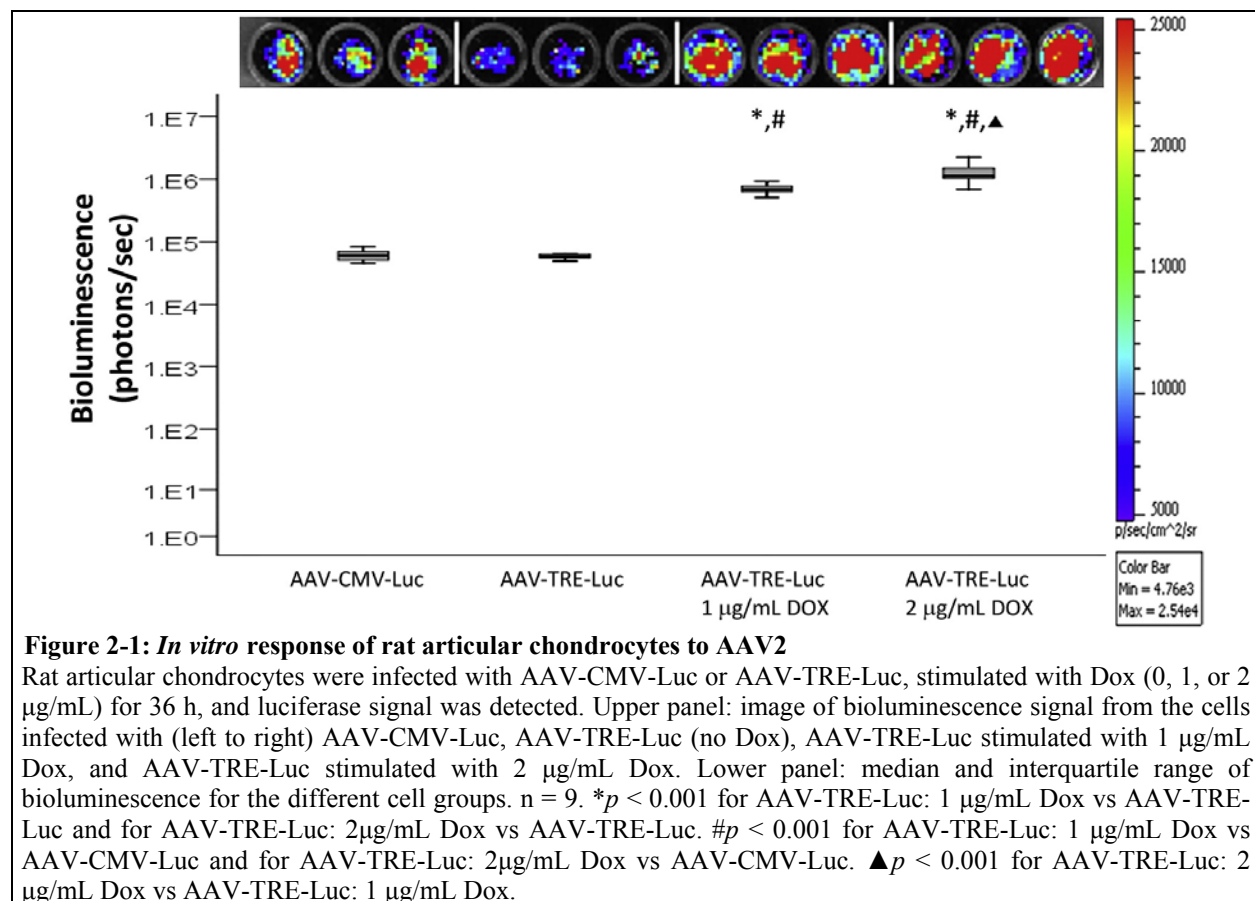 25000
20000
15000
10000
5000
p/sec/cm^2/sr
Color Bar
Min = 4.76e3
Max = 2.54e4
Bioluminescence
(photons/sec)
1.E7
1.E6
1.E5
1.E4
1.E3
1.E2
1.E1
1.E0
*,#
*,#,▲
AAV-CMV-Luc
AAV-TRE-Luc
AAV-TRE-Luc
1 μg/mL DOX
AAV-TRE-Luc
2 μg/mL DOX
Figure 2-1: In vitro response of rat articular chondrocytes to AAV2
Rat articular chondrocytes were infected with AAV-CMV-Luc or AAV-TRE-Luc, stimulated with Dox (0, 1, or 2
μg/mL) for 36 h, and luciferase signal was detected. Upper panel: image of bioluminescence signal from the cells
infected with (left to right) AAV-CMV-Luc, AAV-TRE-Luc (no Dox), AAV-TRE-Luc stimulated with 1 μg/mL
Dox, and AAV-TRE-Luc stimulated with 2 μg/mL Dox. Lower panel: median and interquartile range of
bioluminescence for the different cell groups. n = 9. *p < 0.001 for AAV-TRE-Luc: 1 μg/mL Dox vs AAV-TRE-
Luc and for AAV-TRE-Luc: 2μg/mL Dox vs AAV-TRE-Luc. #p < 0.001 for AAV-TRE-Luc: 1 μg/mL Dox vs
AAV-CMV-Luc and for AAV-TRE-Luc: 2μg/mL Dox vs AAV-CMV-Luc. ▲p < 0.001 for AAV-TRE-Luc: 2
μg/mL Dox vs AAV-TRE-Luc: 1 μg/mL Dox.